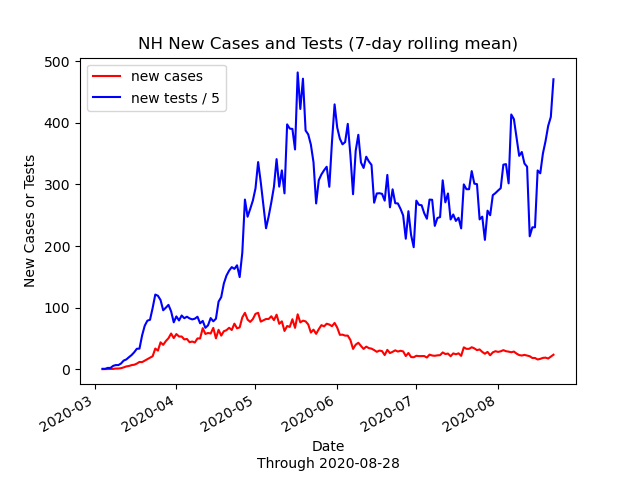 NH New Cases and Tests (7-day rolling mean)
new cases
new tests / 5
500
400
300
200
100
0
New Cases or Tests
2020-03
2020-04
2020-05
2020-06
2020-07
2020-08
Date
Through 2020-08-28